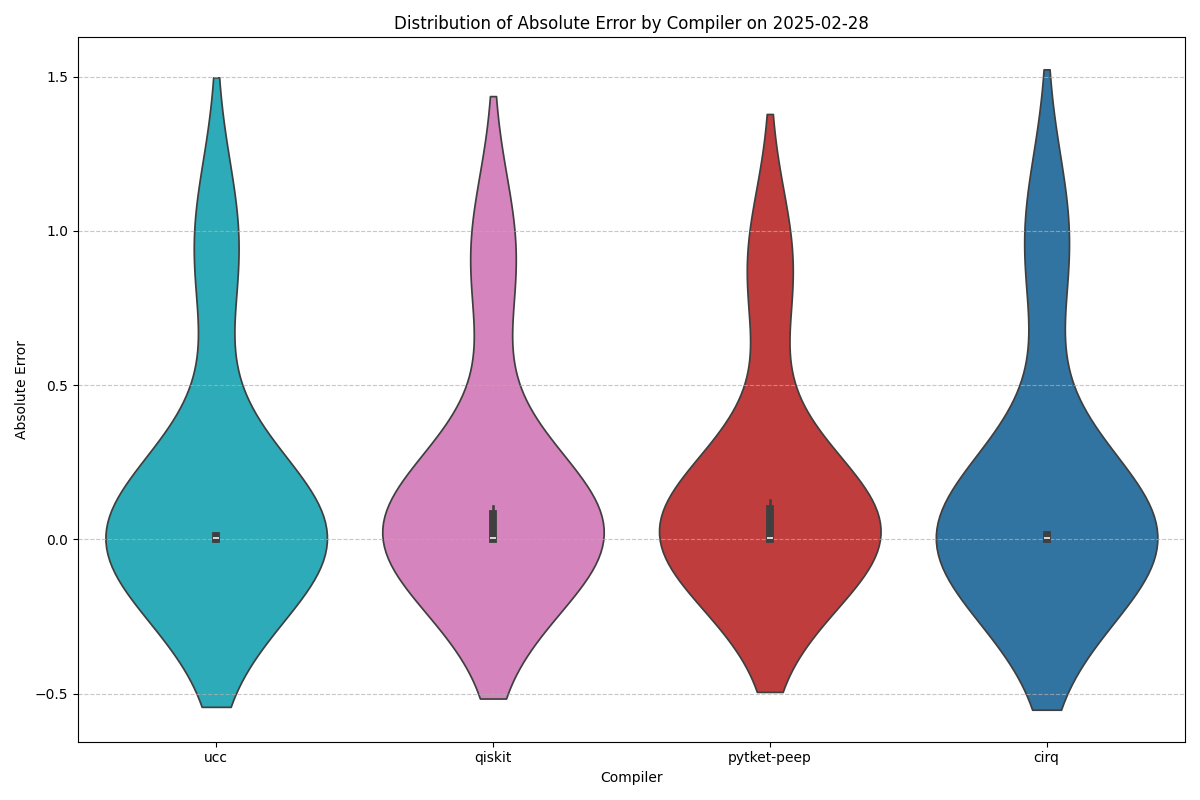 Distribution of Absolute Error by Compiler on 2025-02-28
1.5
1.0
0.5
0.0
−0.5
Absolute Error
ucc
qiskit
pytket-peep
cirq
Compiler